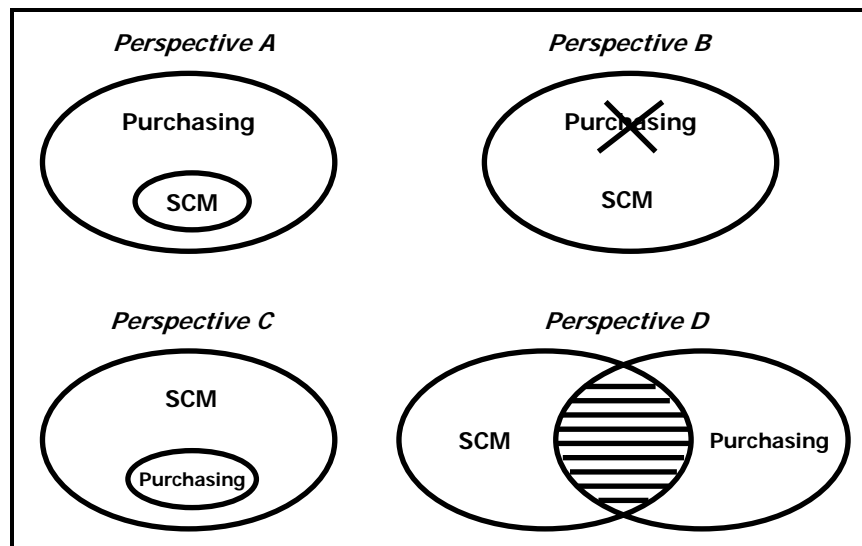 Perspective A
Purchasing
SCM
Perspective B
Purchasing
SCM
Perspective C
SCM
Purchasing
Perspective D
SCM
Purchasing